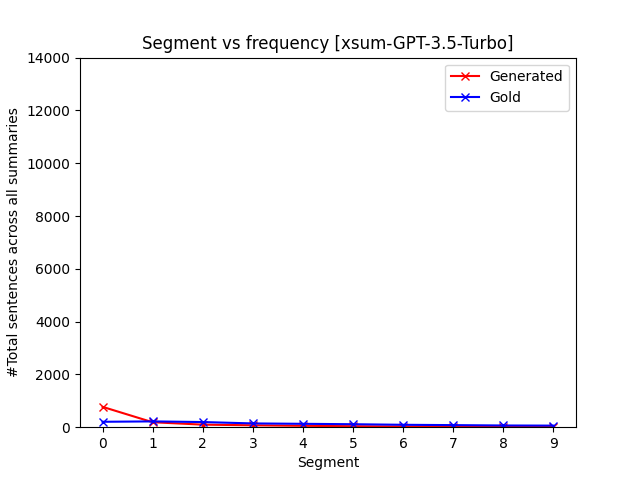 Segment vs frequency [xsum-GPT-3.5-Turbo]
Generated
Gold
14000
12000
10000
8000
6000
4000
2000
0
#Total sentences across all summaries
0 1 2 3 4 5 6 7 8 9
Segment